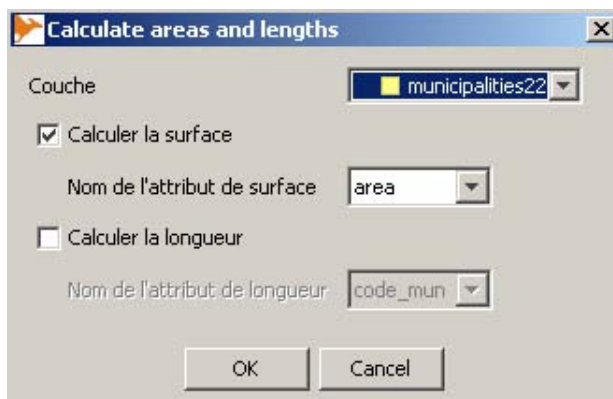 Calculate areas and lengths
Couche municipalities22
Calculer la surface
Nom de l'attribut de surface area
Calculer la longueur
Nom de l'attribut de longueur code_mun
OK Cancel